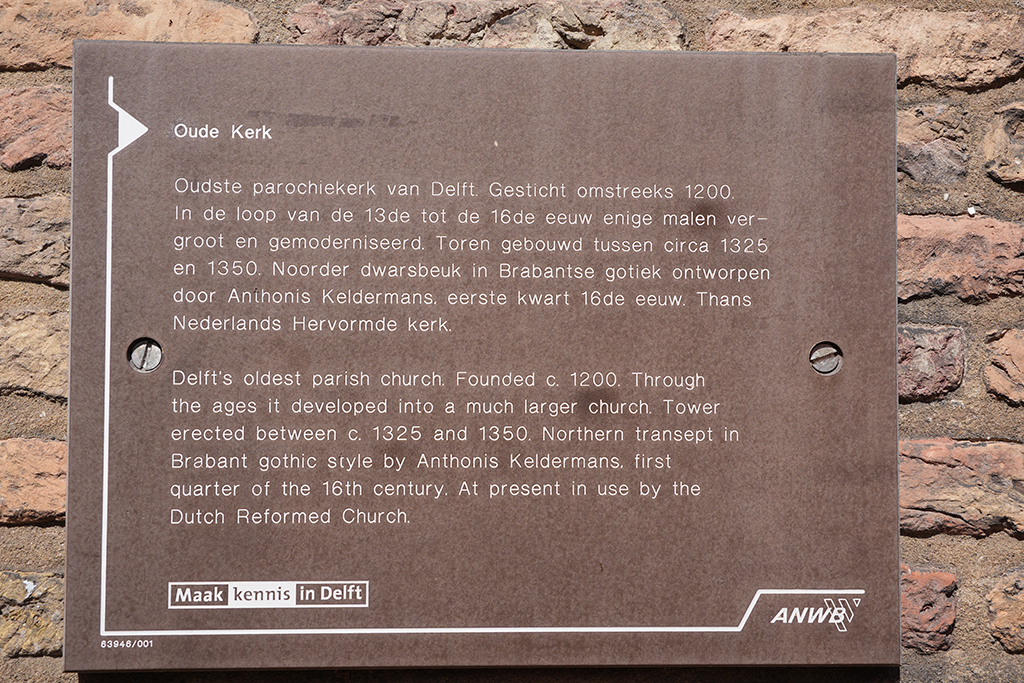 Oude Kerk
Oudste parochiekerk van Delft. Gesticht omstreeks 1200.
In de loop van de 13de tot de 16de eeuw enige malen ver-
groot en gemoderniseerd. Toren gebouwd tussen circa 1325
en 1350. Noorder dwarsbeuk in Brabantse gotiek ontworpen
door Anthonis Keldermans, eerste kwart 16de eeuw. Thans
Nederlands Hervormde kerk.
Delft's oldest parish church. Founded c. 1200. Through
the ages it developed into a much larger church. Tower
erected between c. 1325 and 1350. Northern transept in
Brabant gothic style by Anthonis Keldermans, first
quarter of the 16th century. At present in use by the
Dutch Reformed Church.
Maak kennis in Delft
ANWB
63946/001